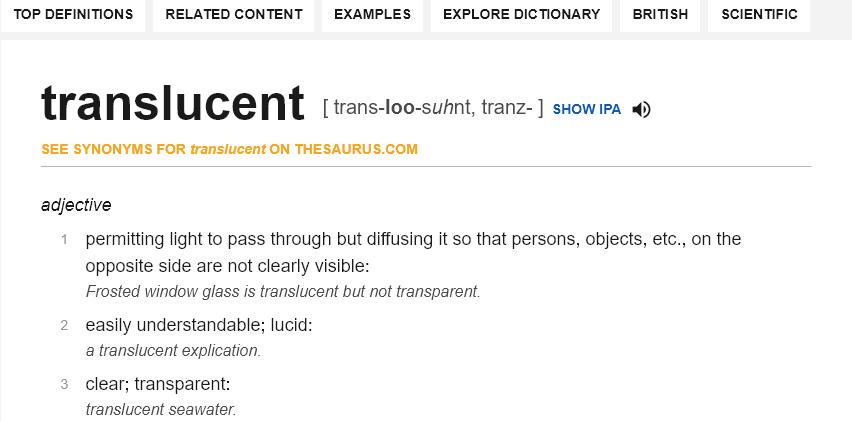 TOP DEFINITIONS RELATED CONTENT EXAMPLES EXPLORE DICTIONARY BRITISH SCIENTIFIC
translucent [ trans-loo-suhnt, tranz- ] SHOW IPA
SEE SYNONYMS FOR translucent ON THESAURUS.COM
adjective
1 permitting light to pass through but diffusing it so that persons, objects, etc., on the
opposite side are not clearly visible:
Frosted window glass is translucent but not transparent.
2 easily understandable; lucid:
a translucent explication.
3 clear; transparent:
translucent seawater.